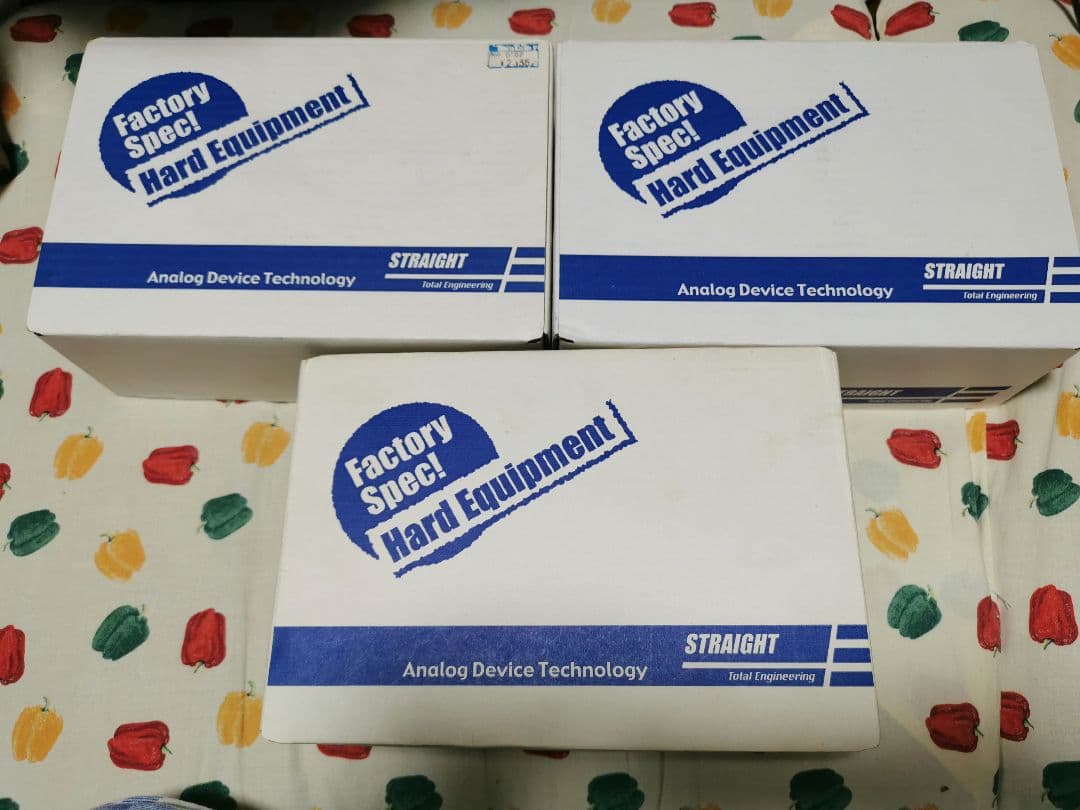 Factory
Spec!
Hard Equipment
STRAIGHT
Analog Device Technology
Total Engineering
Factory
Spec!
Hard Equipment
STRAIGHT
Analog Device Technology
Total Engineering
STRAIGHT
Factory
Spec!
Hard Equipment
STRAIGHT
Analog Device Technology
Total Engineering